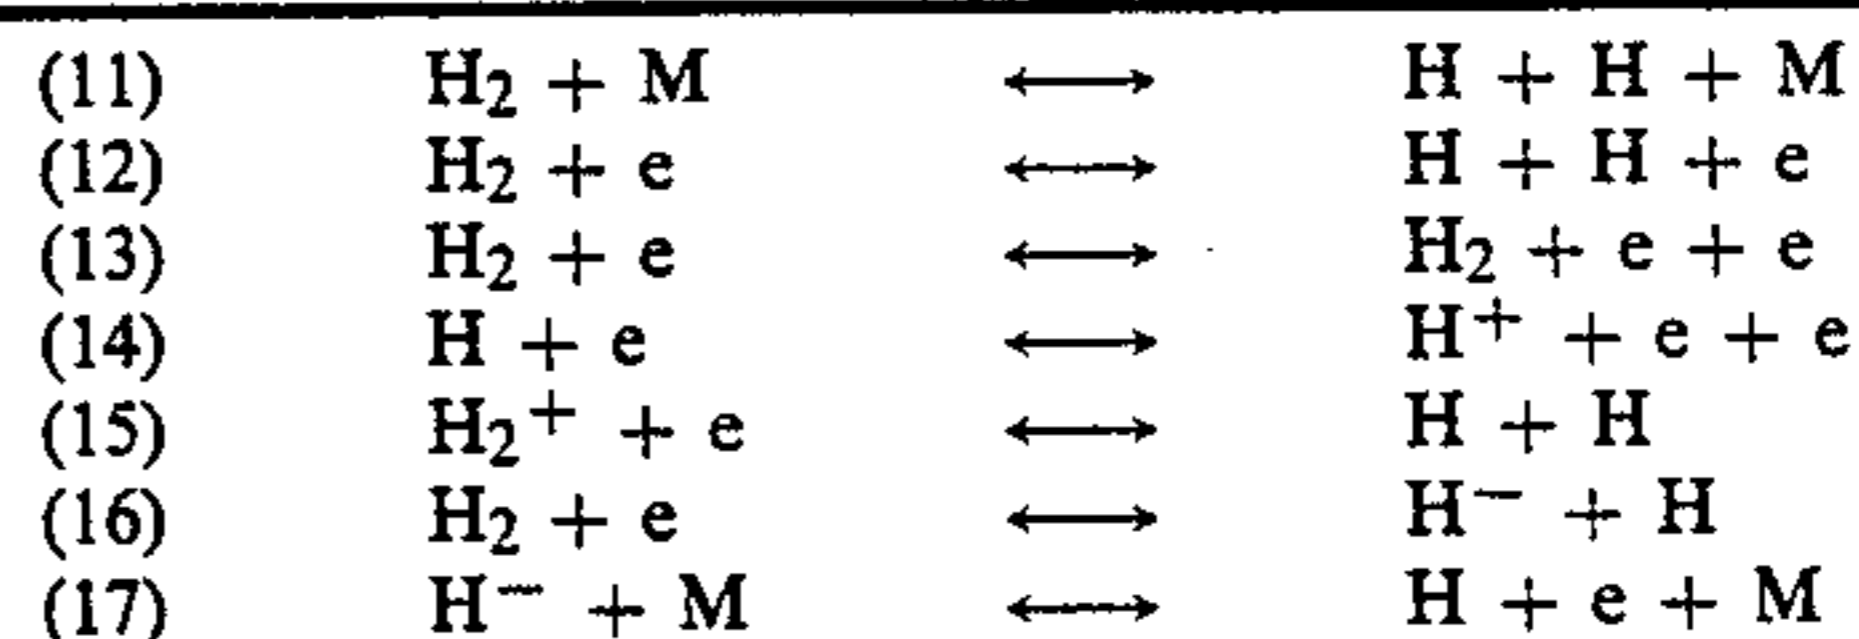 (11) H₂ + M ⟷ H + H + M
(12) H₂ + e ⟷ H + H + e
(13) H₂ + e ⟷ H₂ + e + e
(14) H + e ⟷ H⁺ + e + e
(15) H₂⁺ + e ⟷ H + H
(16) H₂ + e ⟷ H⁻ + H
(17) H⁻ + M ⟷ H + e + M